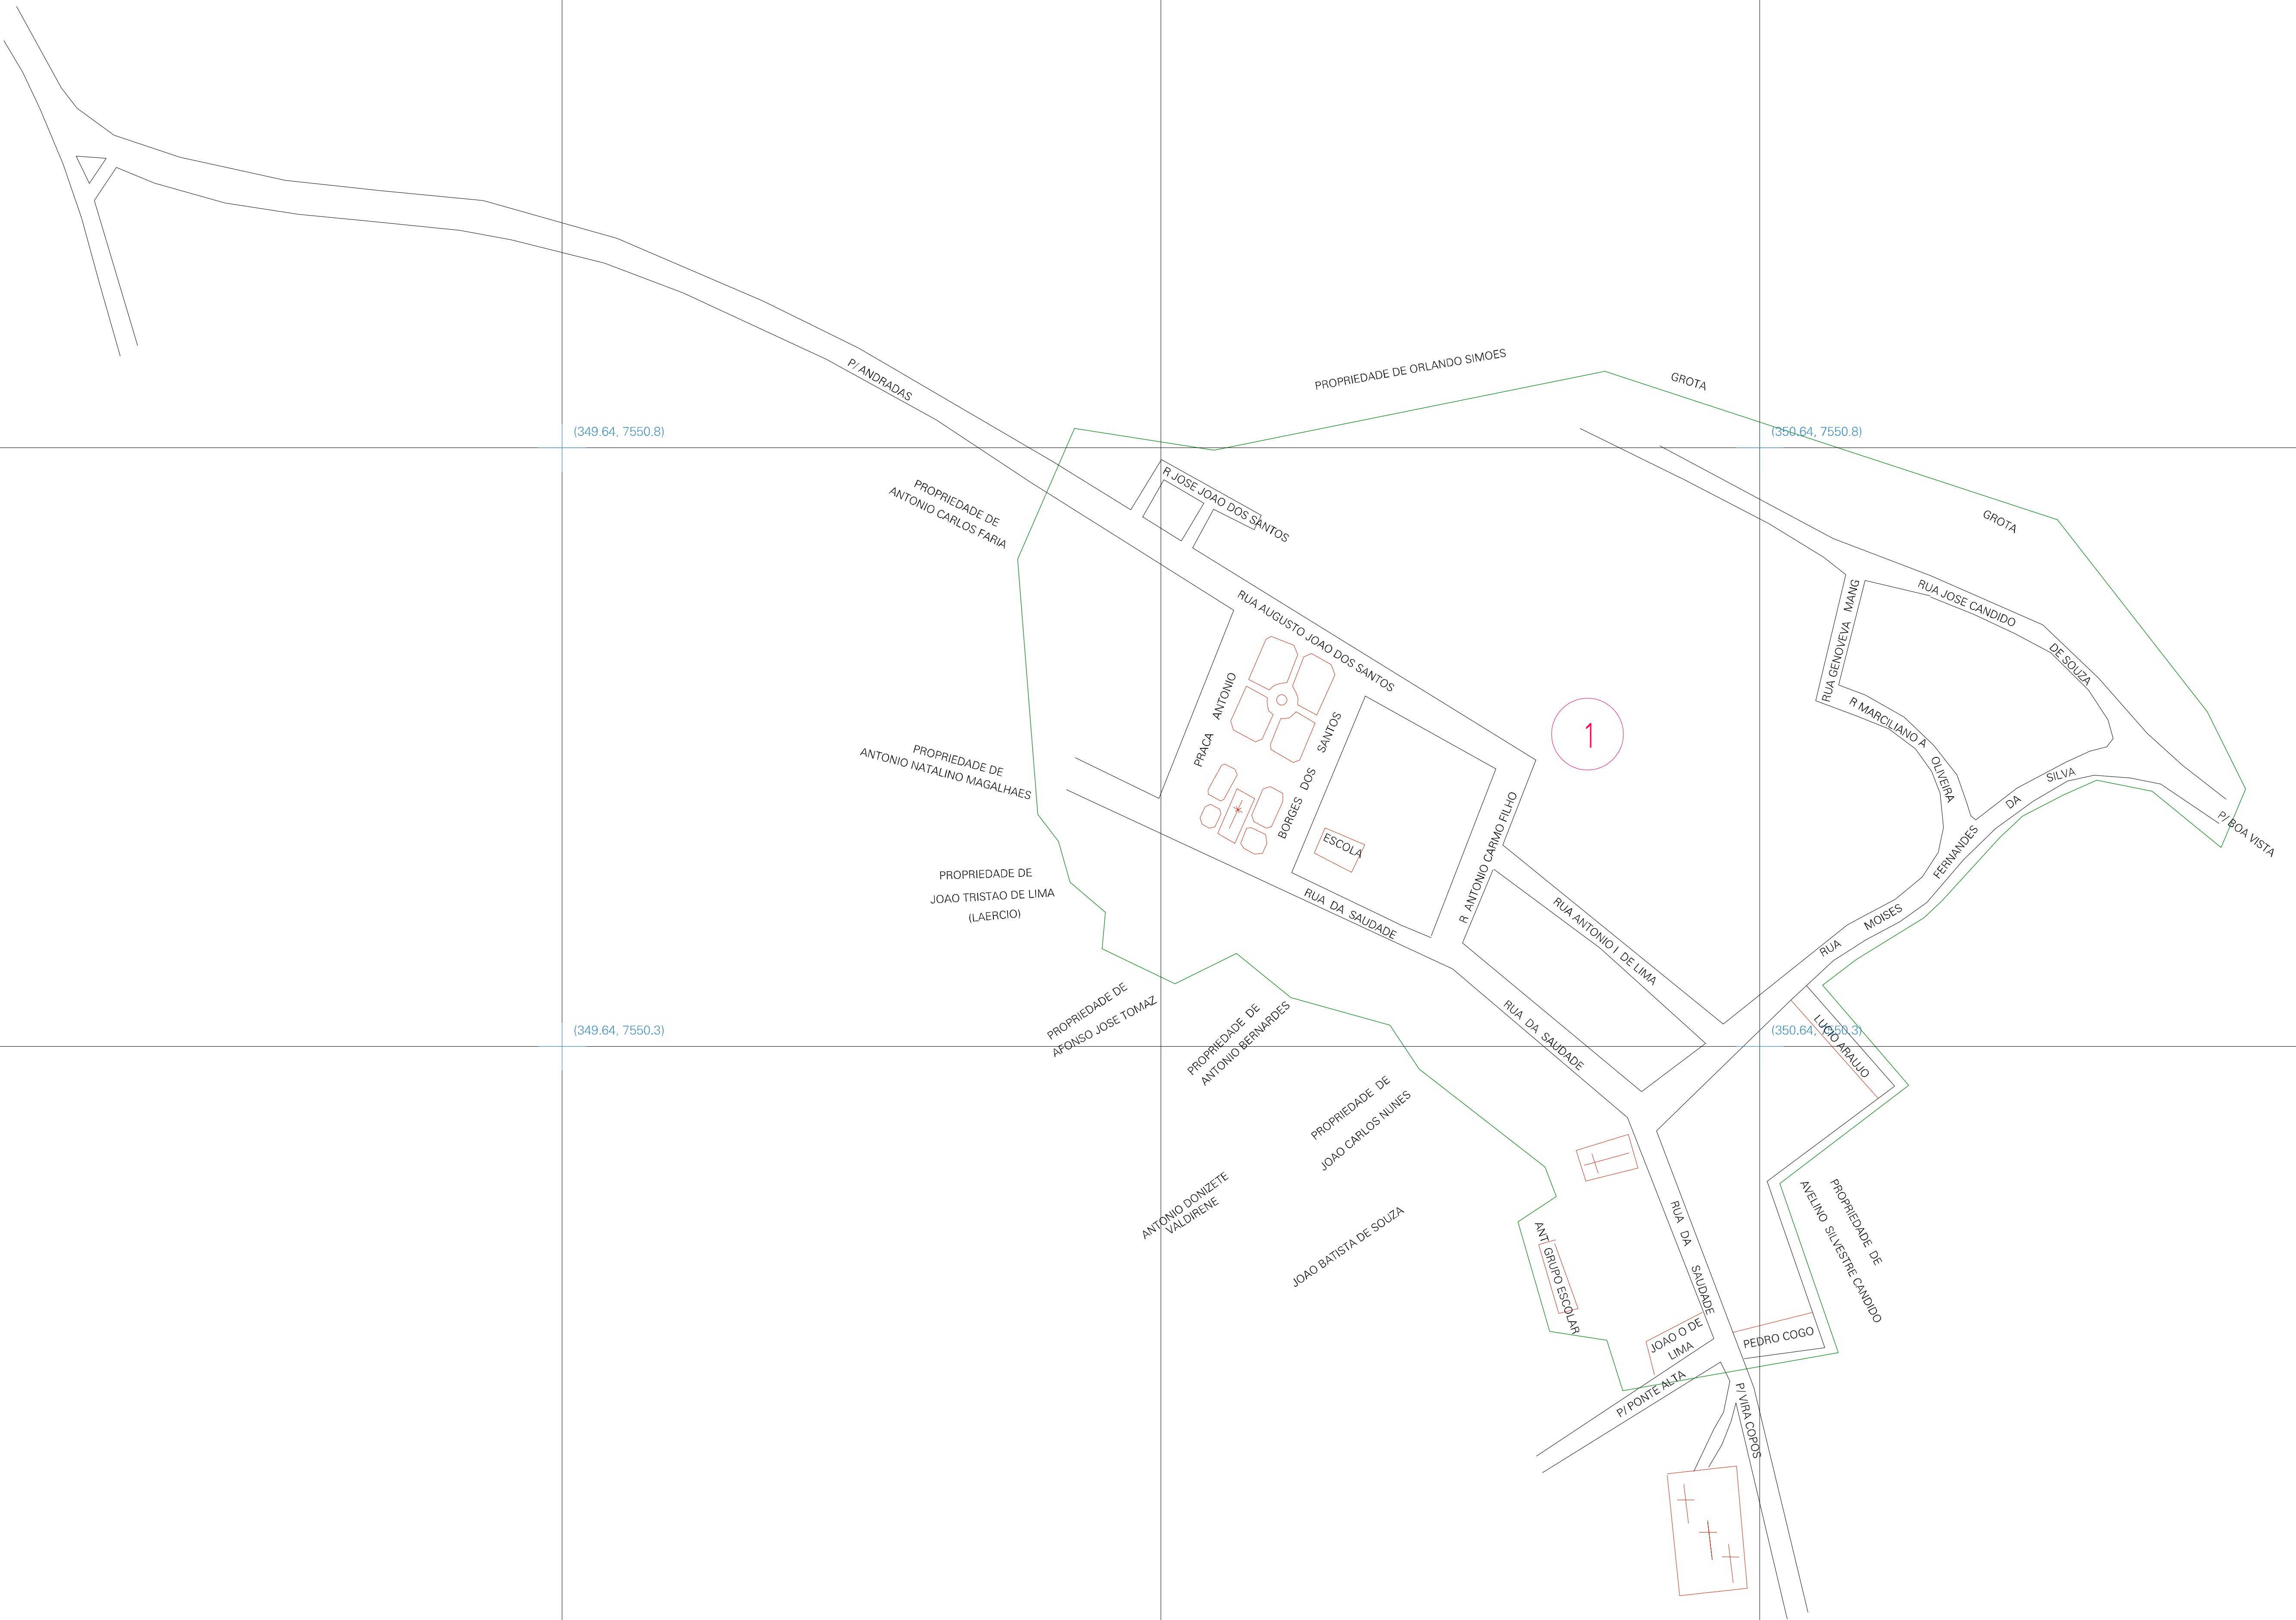 PROPRIEDADE DE ORLANDO SIMOES
GROTA
P/ ANDRADAS
(349.64, 7550.8)
(350.64, 7550.8)
PROPRIEDADE DE
ANTONIO CARLOS FARIA
R JOSE JOAO DOS SANTOS
GROTA
RUA AUGUSTO JOAO DOS SANTOS
RUA GENOVEVA MANG
RUA JOSE CANDIDO
DE SOUZA
PRACA ANTONIO
BORGES DOS SANTOS
1
R MARCILIANO A
OLIVEIRA
PROPRIEDADE DE
ANTONIO NATALINO MAGALHAES
R ANTONIO CARMO FILHO
ESCOLA
RUA MOISES FERNANDES DA SILVA
P/ BOA VISTA
PROPRIEDADE DE
JOAO TRISTAO DE LIMA
(LAERCIO)
RUA DA SAUDADE
RUA ANTONIO I DE LIMA
PROPRIEDADE DE
AFONSO JOSE TOMAZ
PROPRIEDADE DE
ANTONIO BERNARDES
RUA DA SAUDADE
(349.64, 7550.3)
(350.64, 7550.3)
LUCIO ARAUJO
PROPRIEDADE DE
JOAO CARLOS NUNES
ANTONIO DONIZETE
VALDIRENE
JOAO BATISTA DE SOUZA
ANT GRUPO ESCOLAR
RUA DA SAUDADE
PROPRIEDADE DE
AVELINO SILVESTRE CANDIDO
JOAO O DE
LIMA
PEDRO COGO
P/ PONTE ALTA
P/ VIRA COPOS